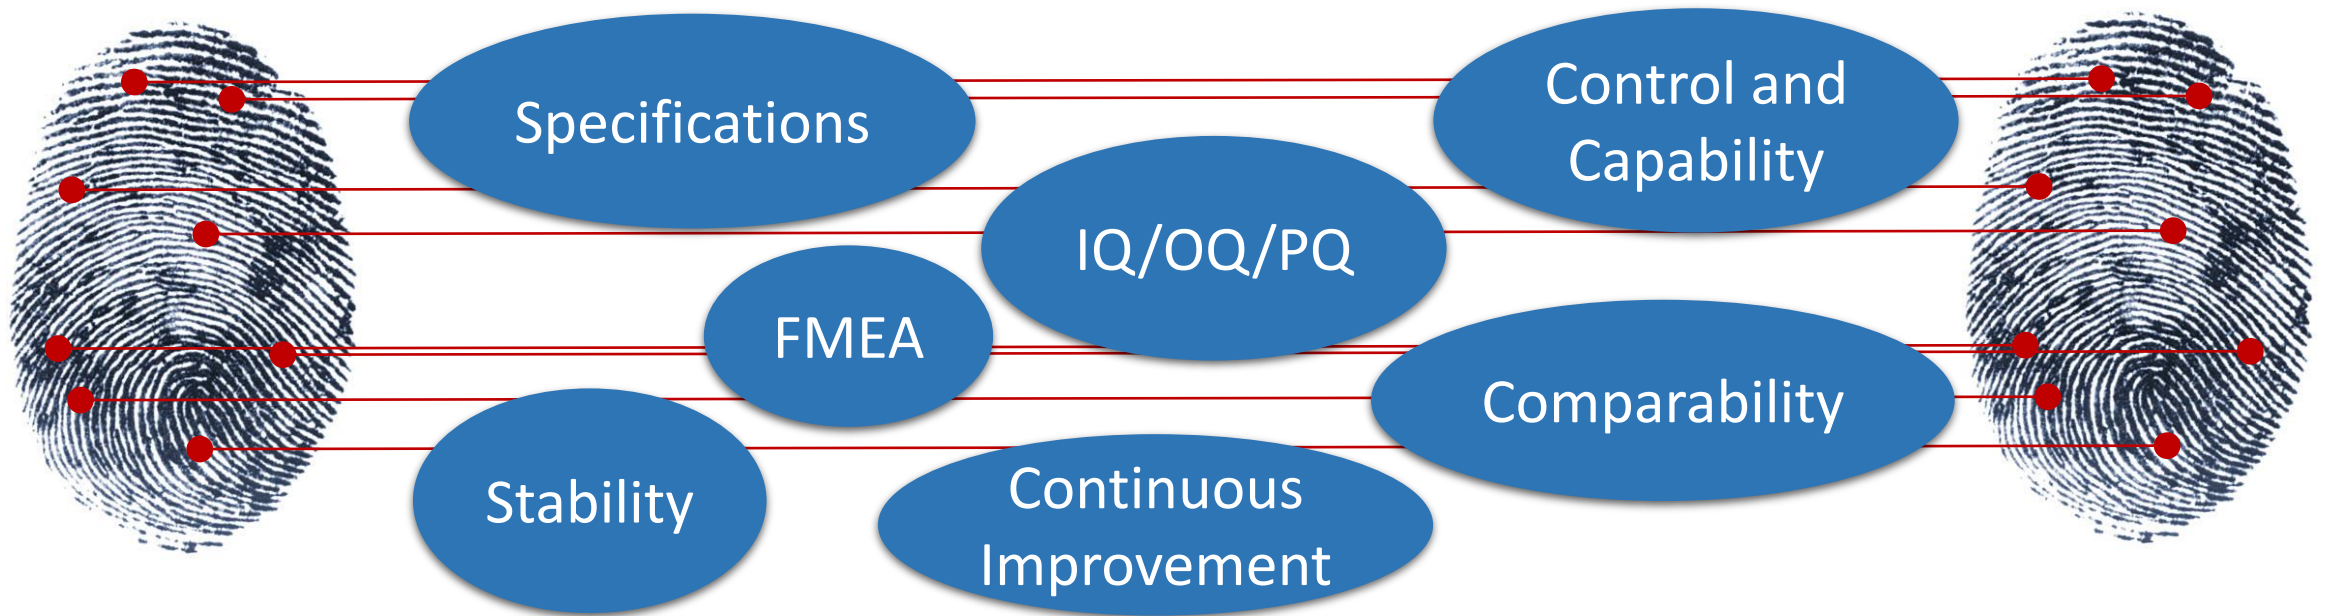 Specifications
Control and
Capability
IQ/OQ/PQ
FMEA
Comparability
Stability
Continuous
Improvement